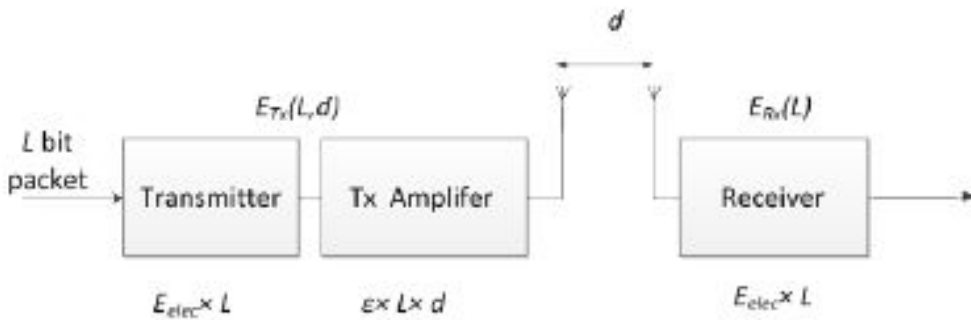 d
E_Tx(L,d)
E_Rx(L)
L bit
packet
Transmitter
Tx Amplifer
Receiver
E_elec× L
ε× L× d
E_elec× L